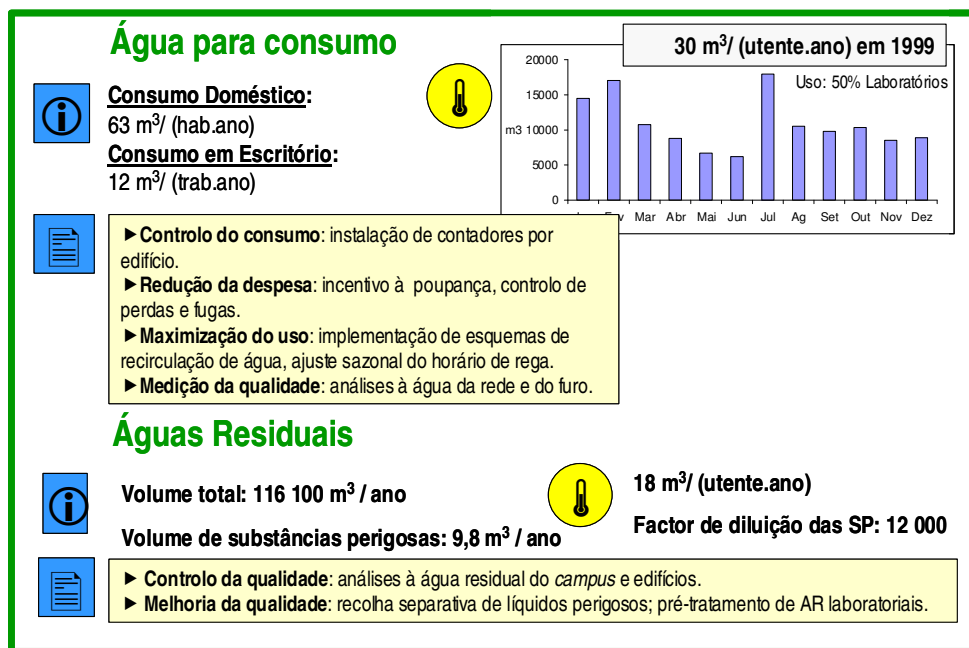 Água para consumo
Consumo Doméstico:
63 m³/ (hab.ano)
Consumo em Escritório:
12 m³/ (trab.ano)
30 m³/ (utente.ano) em 1999
Uso: 50% Laboratórios
20000
15000
m3 10000
5000
0
Mar Abr Mai Jun Jul Ag Set Out Nov Dez
►Controlo do consumo: instalação de contadores por
edifício.
►Redução da despesa: incentivo à poupança, controlo de
perdas e fugas.
►Maximização do uso: implementação de esquemas de
recirculação de água, ajuste sazonal do horário de rega.
►Medição da qualidade: análises à água da rede e do furo.
Águas Residuais
Volume total: 116 100 m³ / ano
Volume de substâncias perigosas: 9,8 m³ / ano
18 m³/ (utente.ano)
Factor de diluição das SP: 12 000
► Controlo da qualidade: análises à água residual do campus e edifícios.
► Melhoria da qualidade: recolha separativa de líquidos perigosos; pré-tratamento de AR laboratoriais.